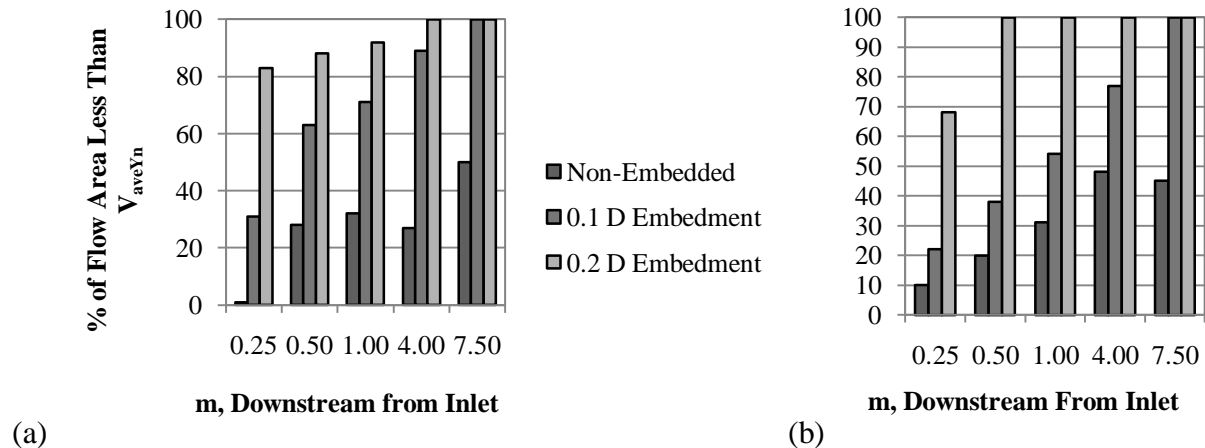 % of Flow Area Less Than
V_aveYn
100
80
60
40
20
0
0.25 0.50 1.00 4.00 7.50
m, Downstream from Inlet
(a)
Non-Embedded
0.1 D Embedment
0.2 D Embedment
100
90
80
70
60
50
40
30
20
10
0
0.25 0.50 1.00 4.00 7.50
m, Downstream From Inlet
(b)